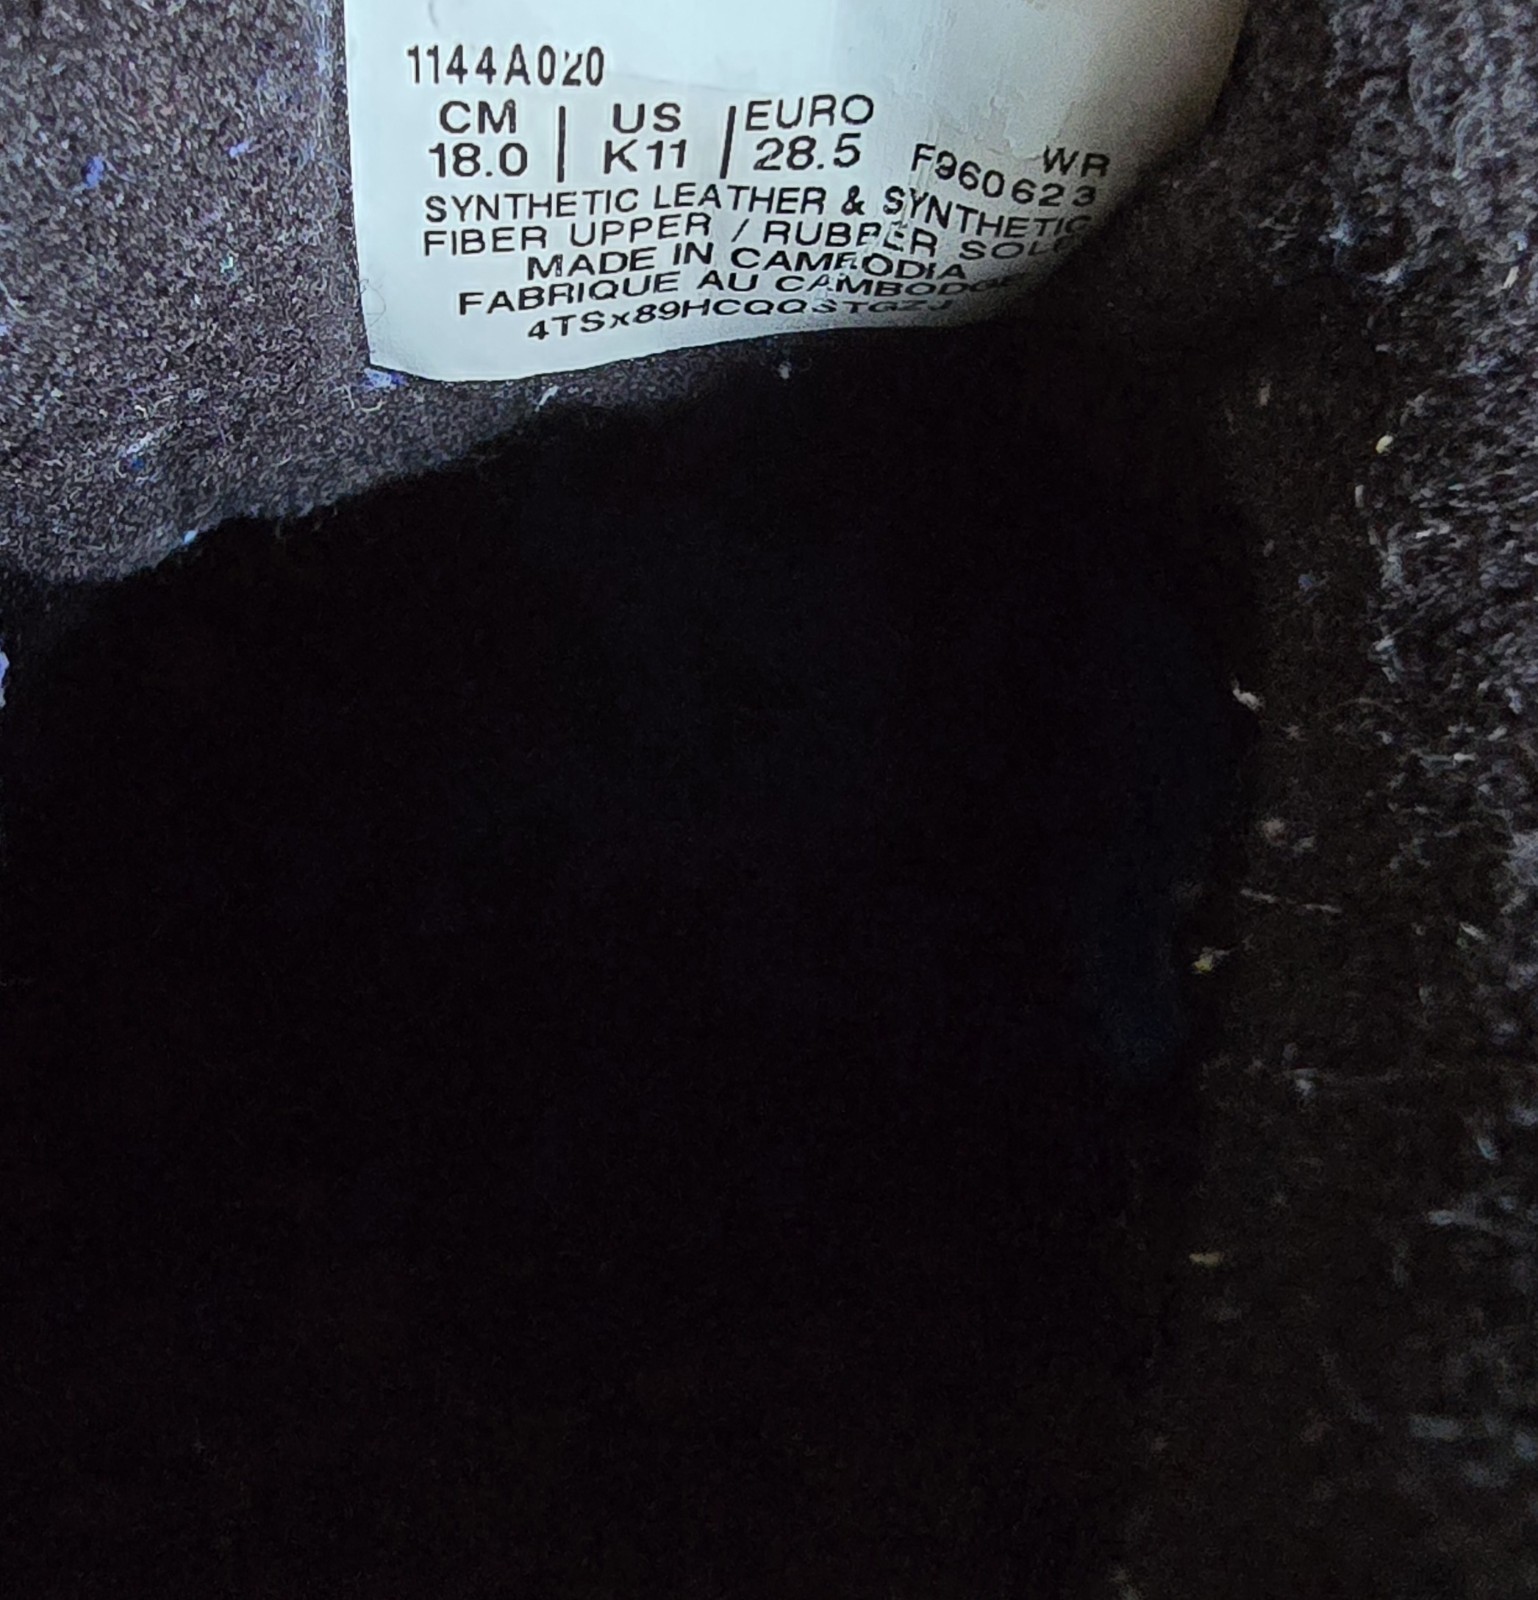 1144A020
CM | US | EURO
18.0 | K11 | 28.5 WR
F960623
SYNTHETIC LEATHER & SYNTHETIC
FIBER UPPER / RUBBER SOLE
MADE IN CAMBODIA
FABRIQUE AU CAMBODGE